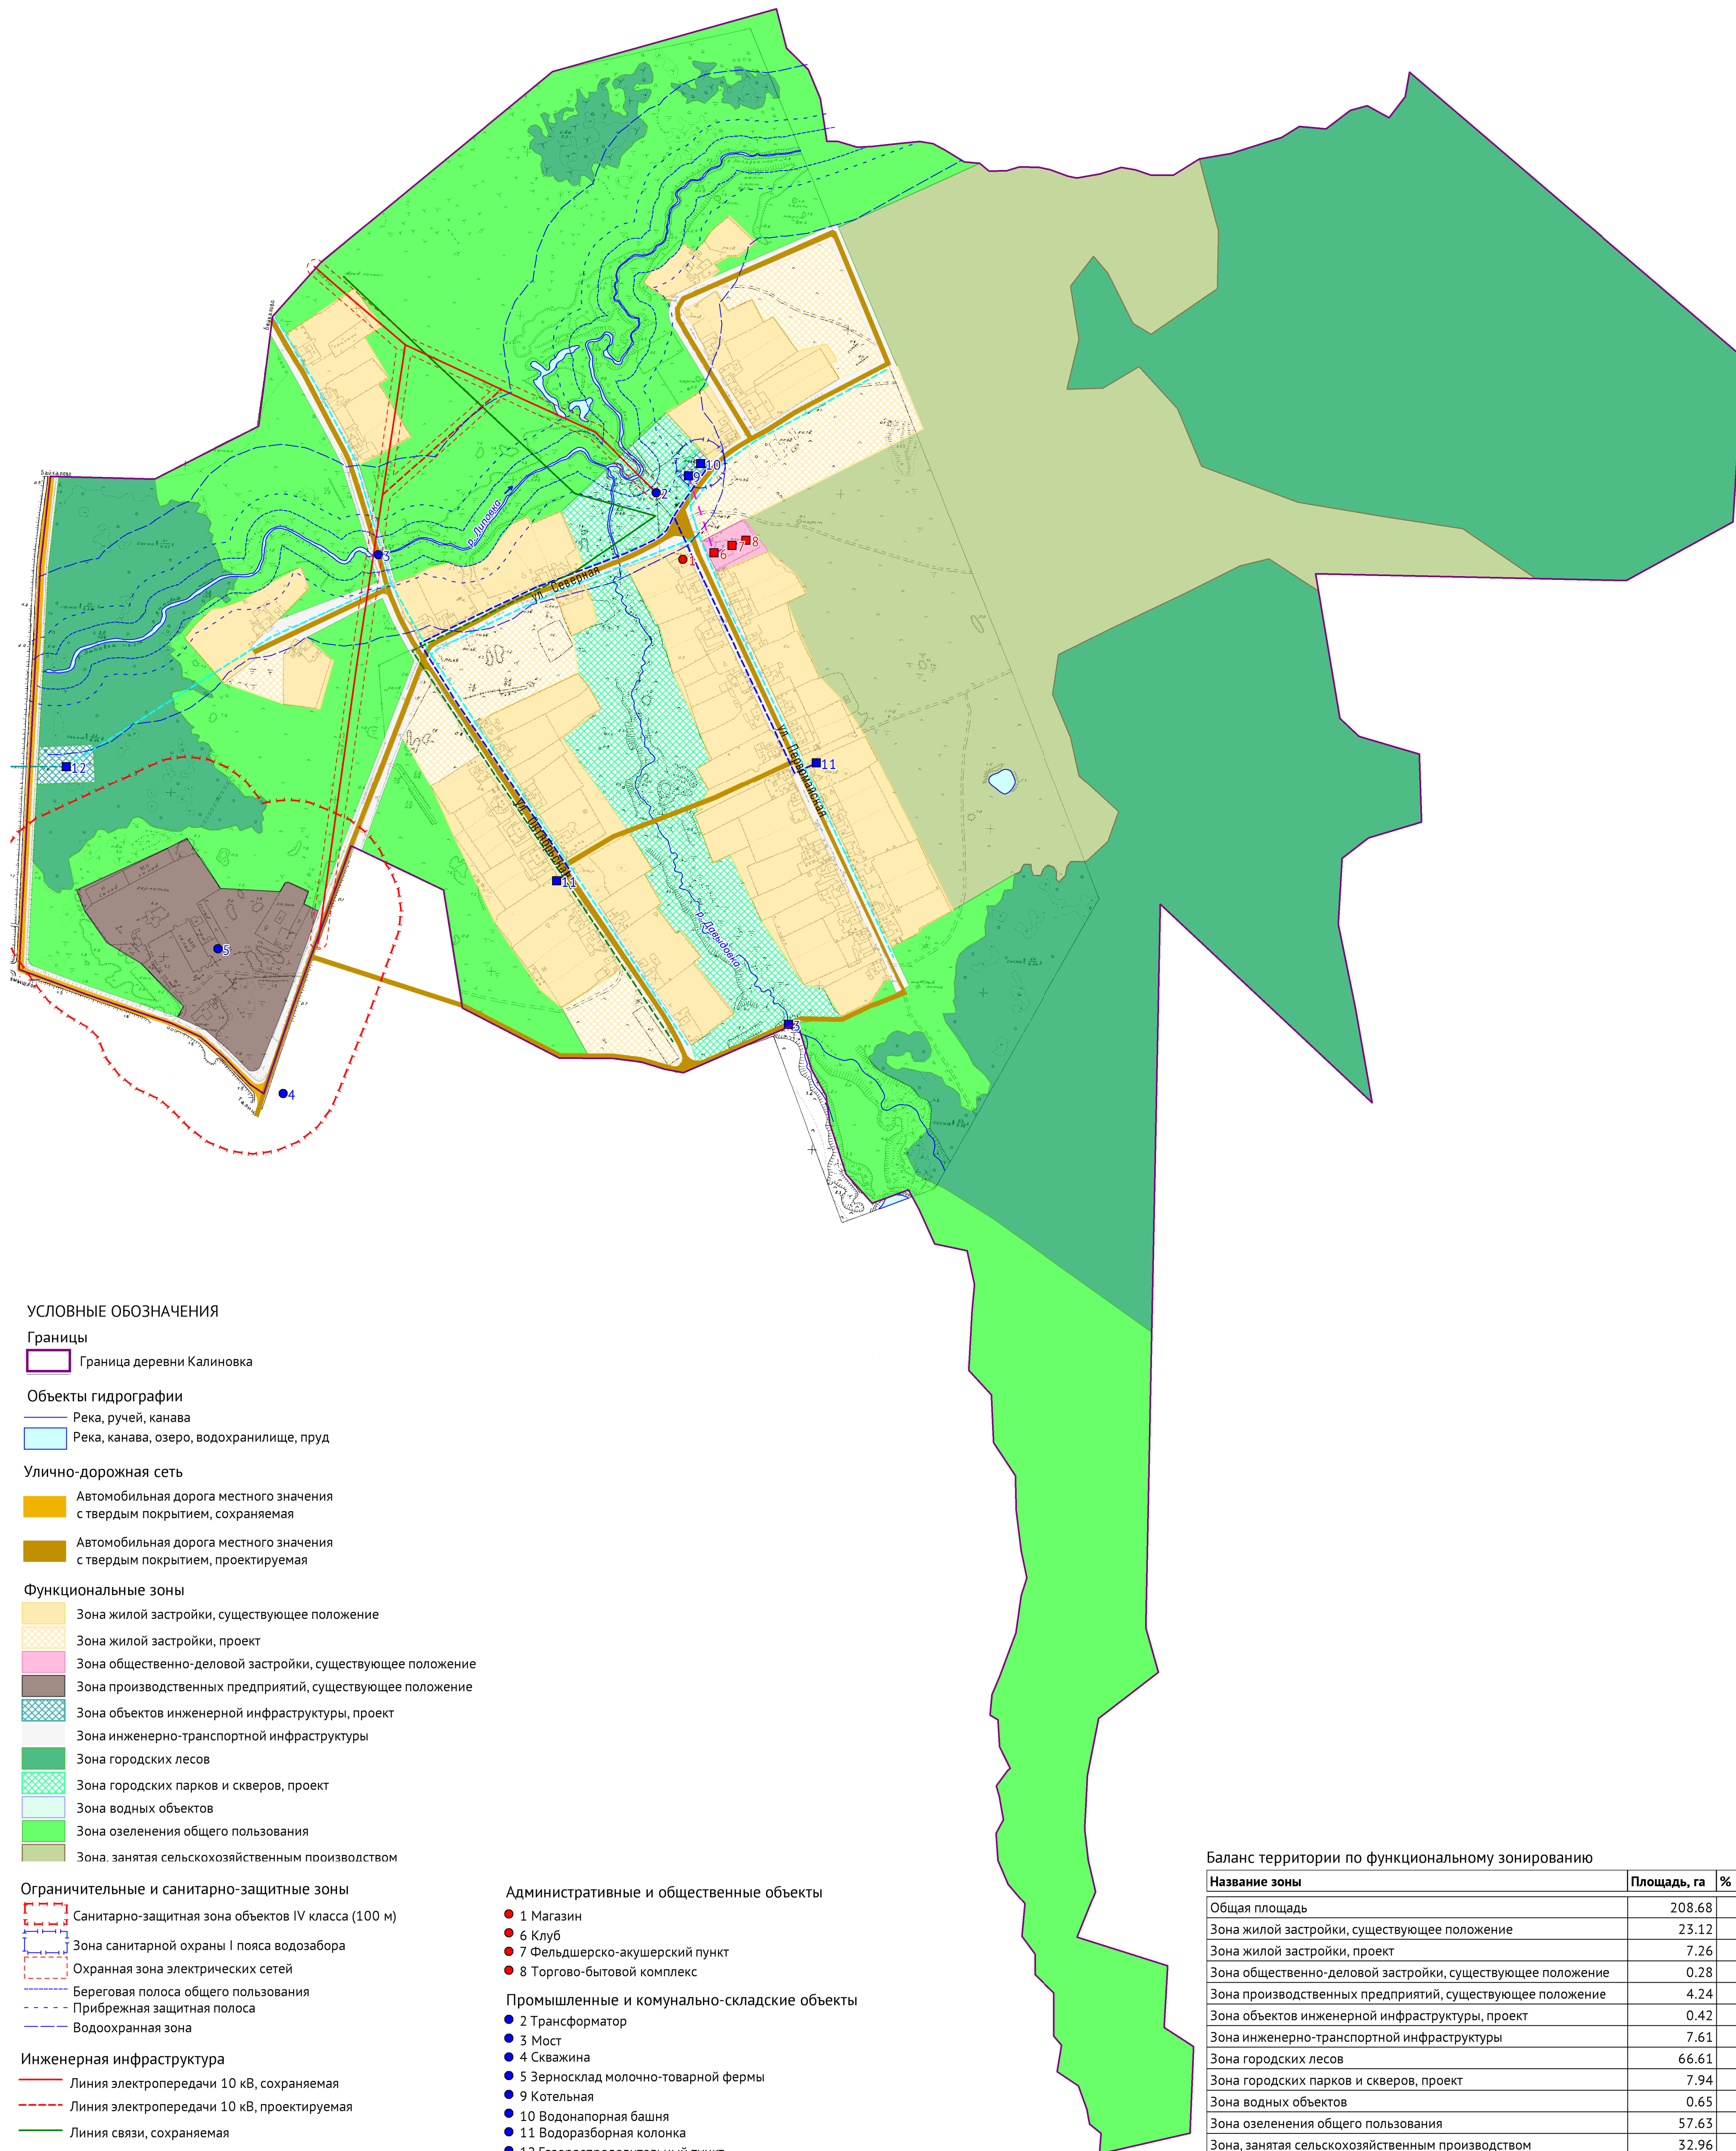 Байкалово
Байкалово
р. Липовка
ул. Северная
ул. Первомайская
ул. Октябрьская
р. Давыдовка
1
2
3
3
4
5
6
7
8
9
10
11
11
12
УСЛОВНЫЕ ОБОЗНАЧЕНИЯ
Границы
Граница деревни Калиновка
Объекты гидрографии
Река, ручей, канава
Река, канава, озеро, водохранилище, пруд
Улично-дорожная сеть
Автомобильная дорога местного значения
с твердым покрытием, сохраняемая
Автомобильная дорога местного значения
с твердым покрытием, проектируемая
Функциональные зоны
Зона жилой застройки, существующее положение
Зона жилой застройки, проект
Зона общественно-деловой застройки, существующее положение
Зона производственных предприятий, существующее положение
Зона объектов инженерной инфраструктуры, проект
Зона инженерно-транспортной инфраструктуры
Зона городских лесов
Зона городских парков и скверов, проект
Зона водных объектов
Зона озеленения общего пользования
Зона, занятая сельскохозяйственным производством
Ограничительные и санитарно-защитные зоны
Санитарно-защитная зона объектов IV класса (100 м)
Зона санитарной охраны I пояса водозабора
Охранная зона электрических сетей
Береговая полоса общего пользования
Прибрежная защитная полоса
Водоохранная зона
Инженерная инфраструктура
Линия электропередачи 10 кВ, сохраняемая
Линия электропередачи 10 кВ, проектируемая
Линия связи, сохраняемая
Административные и общественные объекты
1 Магазин
6 Клуб
7 Фельдшерско-акушерский пункт
8 Торгово-бытовой комплекс
Промышленные и комунально-складские объекты
2 Трансформатор
3 Мост
4 Скважина
5 Зерносклад молочно-товарной фермы
9 Котельная
10 Водонапорная башня
11 Водоразборная колонка
12 Газораспределительный пункт
Баланс территории по функциональному зонированию
Название зоны Площадь, га %
Общая площадь 208.68
Зона жилой застройки, существующее положение 23.12
Зона жилой застройки, проект 7.26
Зона общественно-деловой застройки, существующее положение 0.28
Зона производственных предприятий, существующее положение 4.24
Зона объектов инженерной инфраструктуры, проект 0.42
Зона инженерно-транспортной инфраструктуры 7.61
Зона городских лесов 66.61
Зона городских парков и скверов, проект 7.94
Зона водных объектов 0.65
Зона озеленения общего пользования 57.63
Зона, занятая сельскохозяйственным производством 32.96